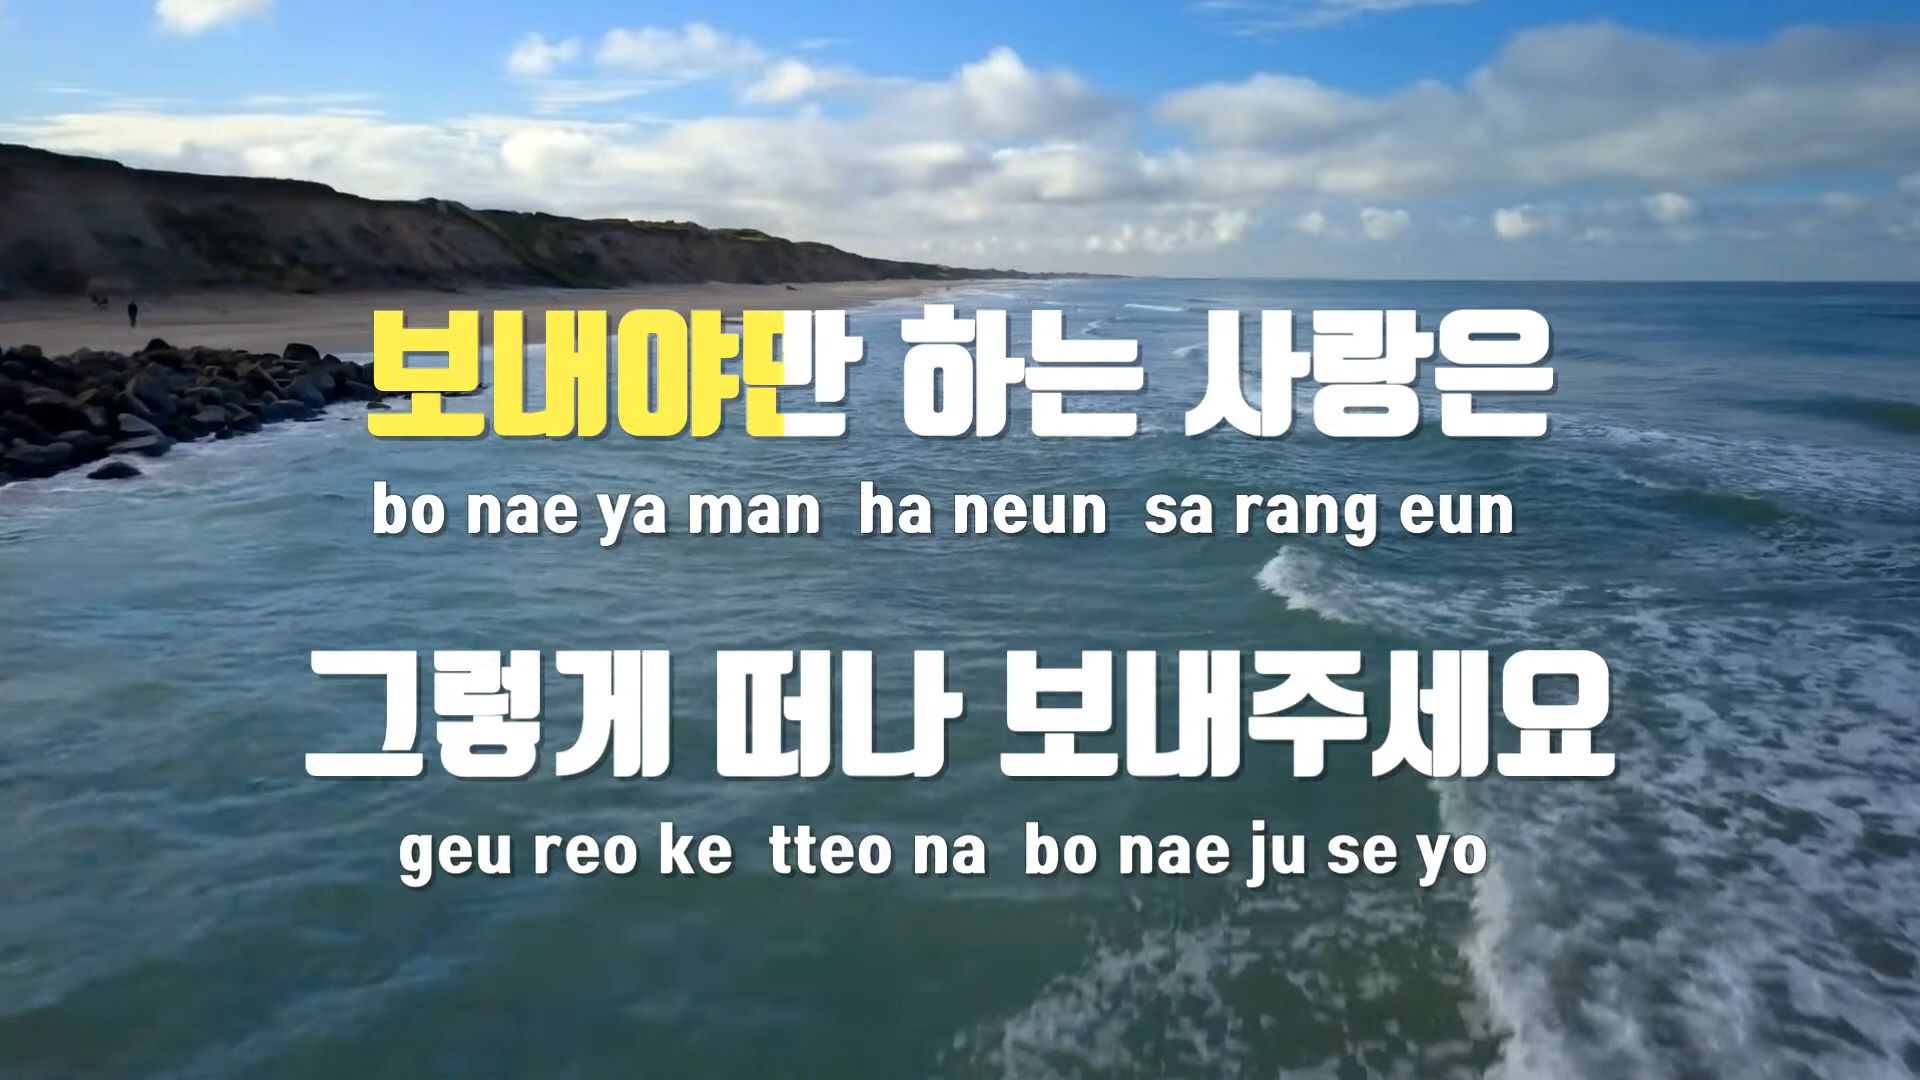 보내야만 하는 사랑은
bo nae ya man ha neun sa rang eun
그렇게 떠나 보내주세요
geu reo ke tteo na bo nae ju se yo